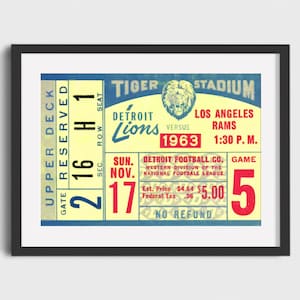 UPPER DECK
RESERVED
GATE 2
SEC. 16
ROW H
SEAT 1
TIGER STADIUM
DETROIT
Lions
VERSUS
LOS ANGELES
RAMS
1963
1:30 P. M.
SUN.
NOV.
17
DETROIT FOOTBALL CO.
WESTERN DIVISION OF THE
NATIONAL FOOTBALL LEAGUE
Est. Price $4.64
Federal Tax .36
$5.00
NO REFUND
GAME
5